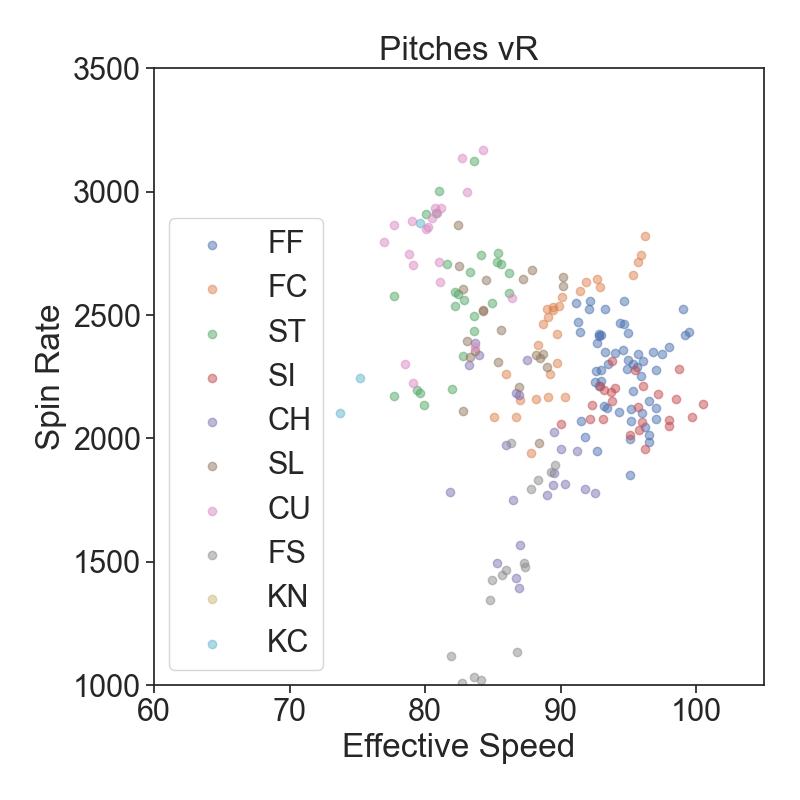 Pitches vR
3500
3000
2500
2000
1500
1000
Spin Rate
FF
FC
ST
SI
CH
SL
CU
FS
KN
KC
60 70 80 90 100
Effective Speed